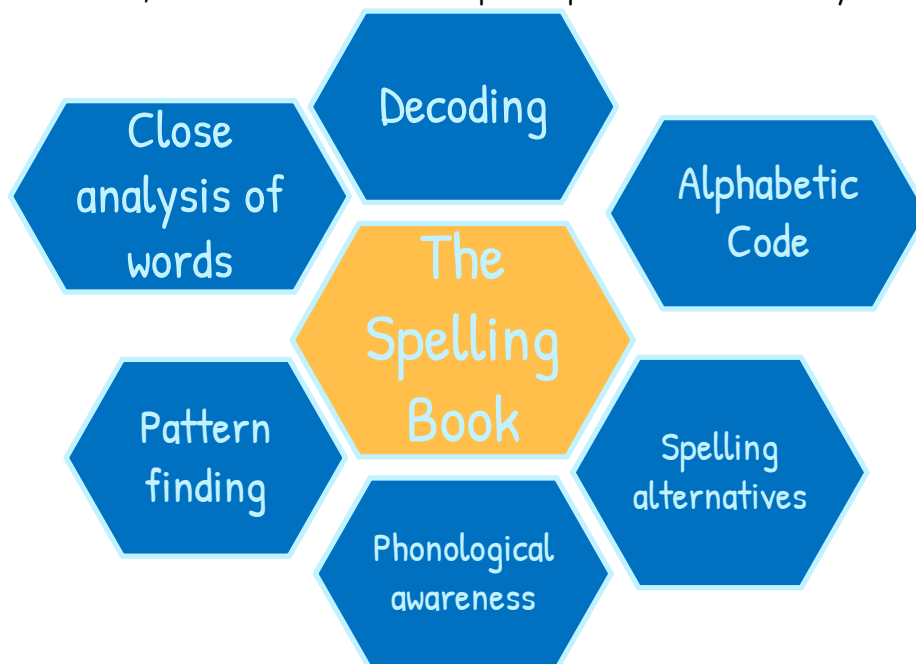 Decoding
Close
analysis of
words
Alphabetic
Code
The
Spelling
Book
Pattern
finding
Spelling
alternatives
Phonological
awareness